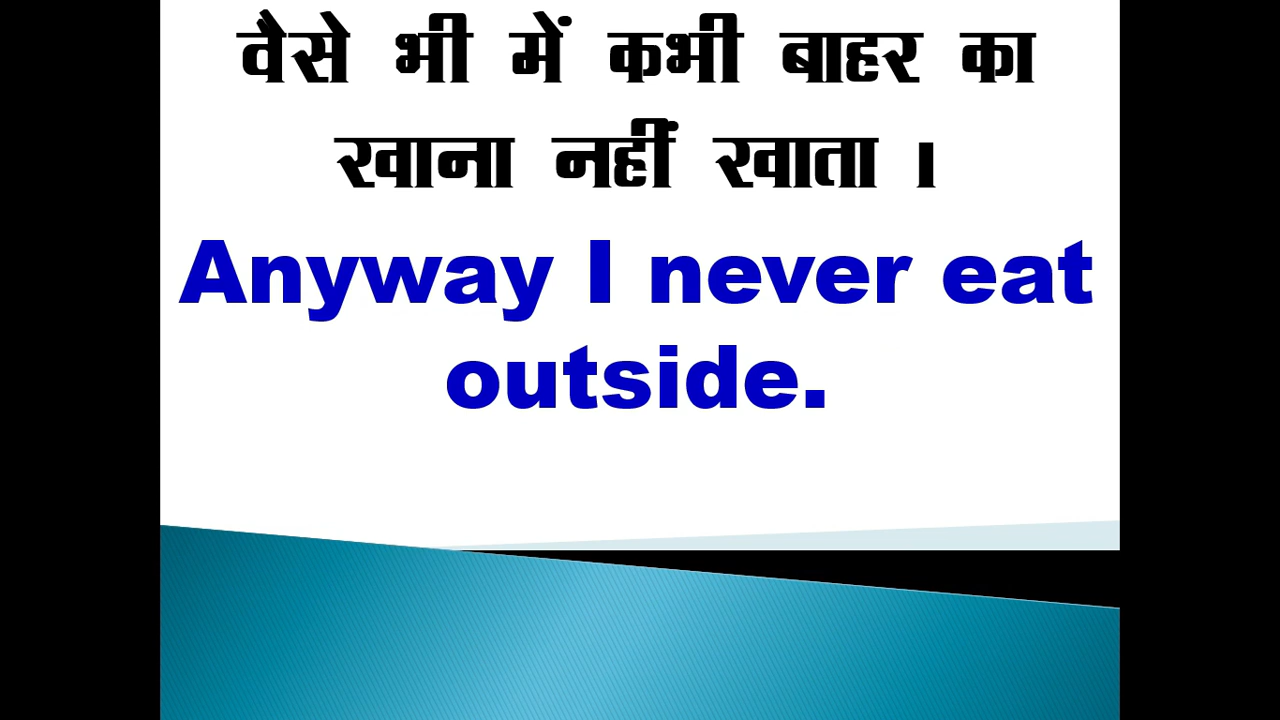 वैसे भी में कभी बाहर का
खाना नहीं खाता ।
Anyway I never eat
outside.